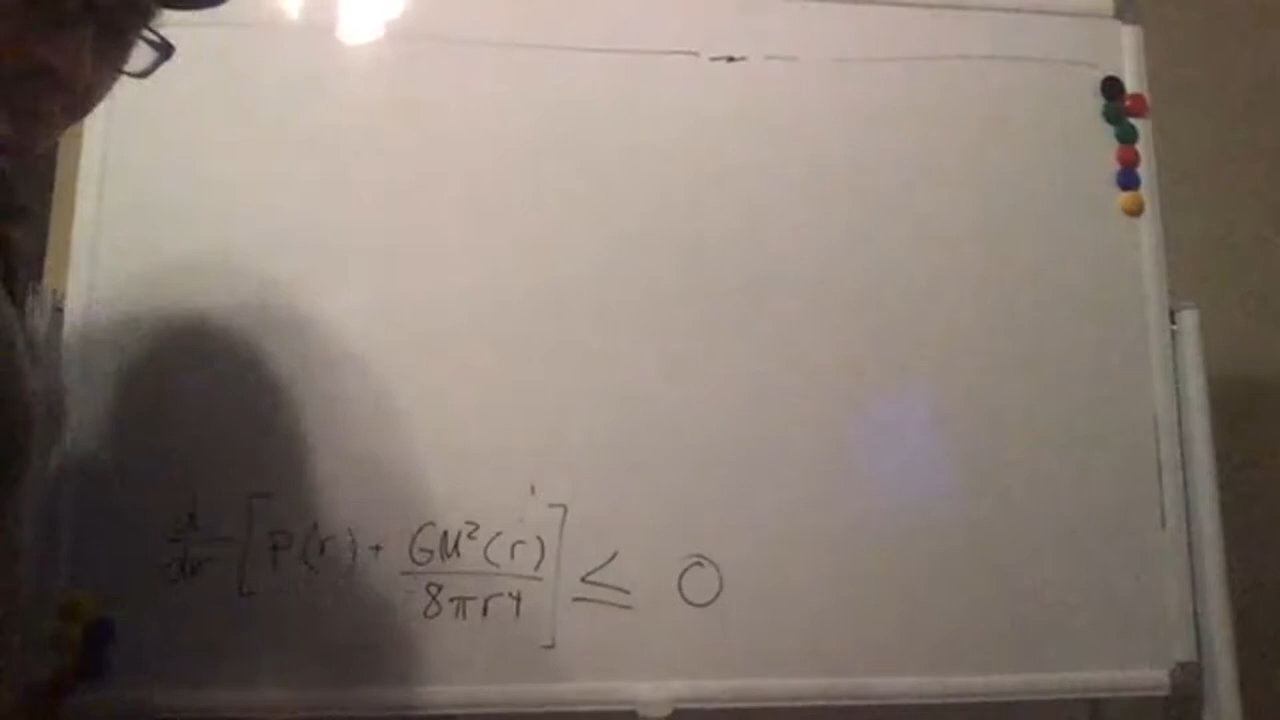 d/dr [P(r) + GM²(r)/8πr⁴] ≤ 0